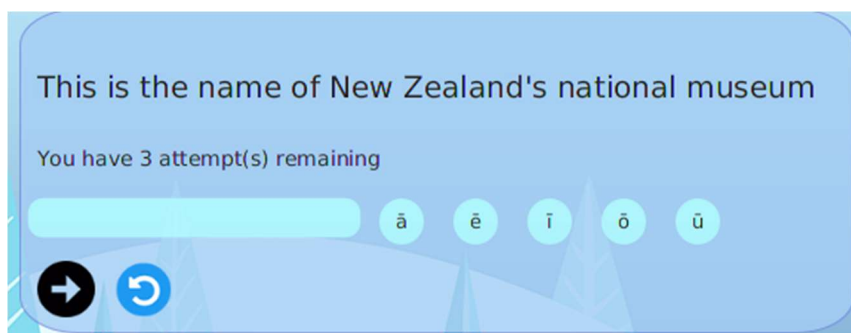 This is the name of New Zealand's national museum
You have 3 attempt(s) remaining
ā ē ī ō ū